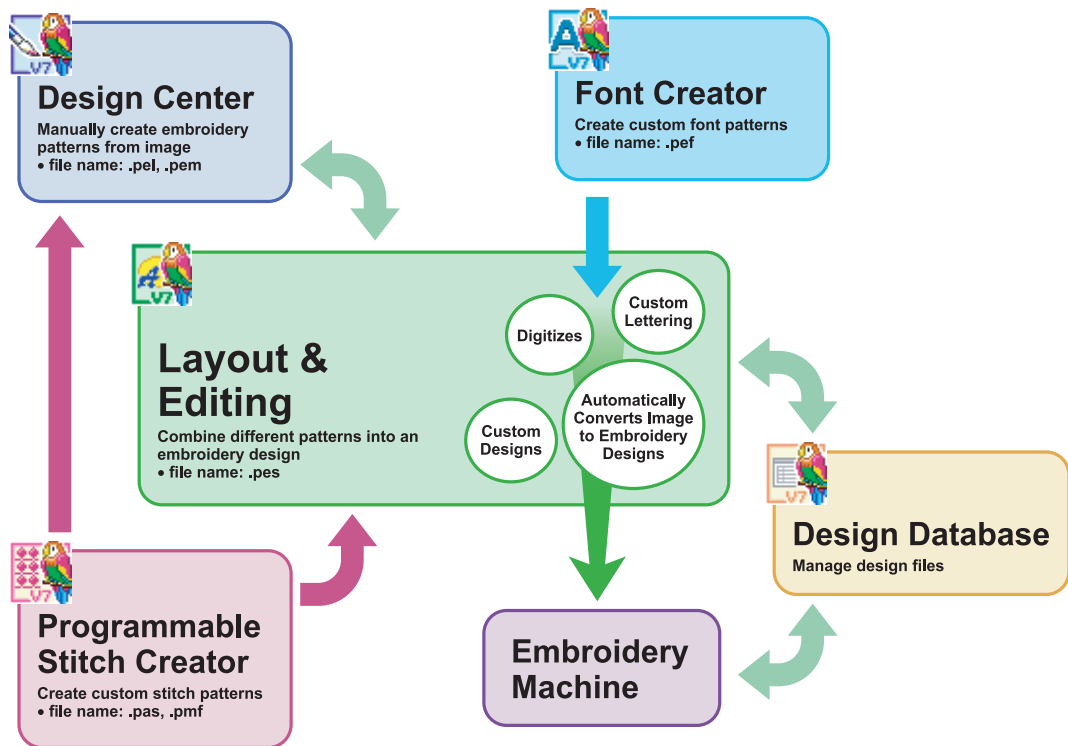 V7
Design Center
Manually create embroidery
patterns from image
• file name: .pel, .pem
V7
Font Creator
Create custom font patterns
• file name: .pef
V7
Layout &
Editing
Combine different patterns into an
embroidery design
• file name: .pes
Digitizes
Custom
Lettering
Custom
Designs
Automatically
Converts Image
to Embroidery
Designs
V7
Design Database
Manage design files
V7
Programmable
Stitch Creator
Create custom stitch patterns
• file name: .pas, .pmf
Embroidery
Machine